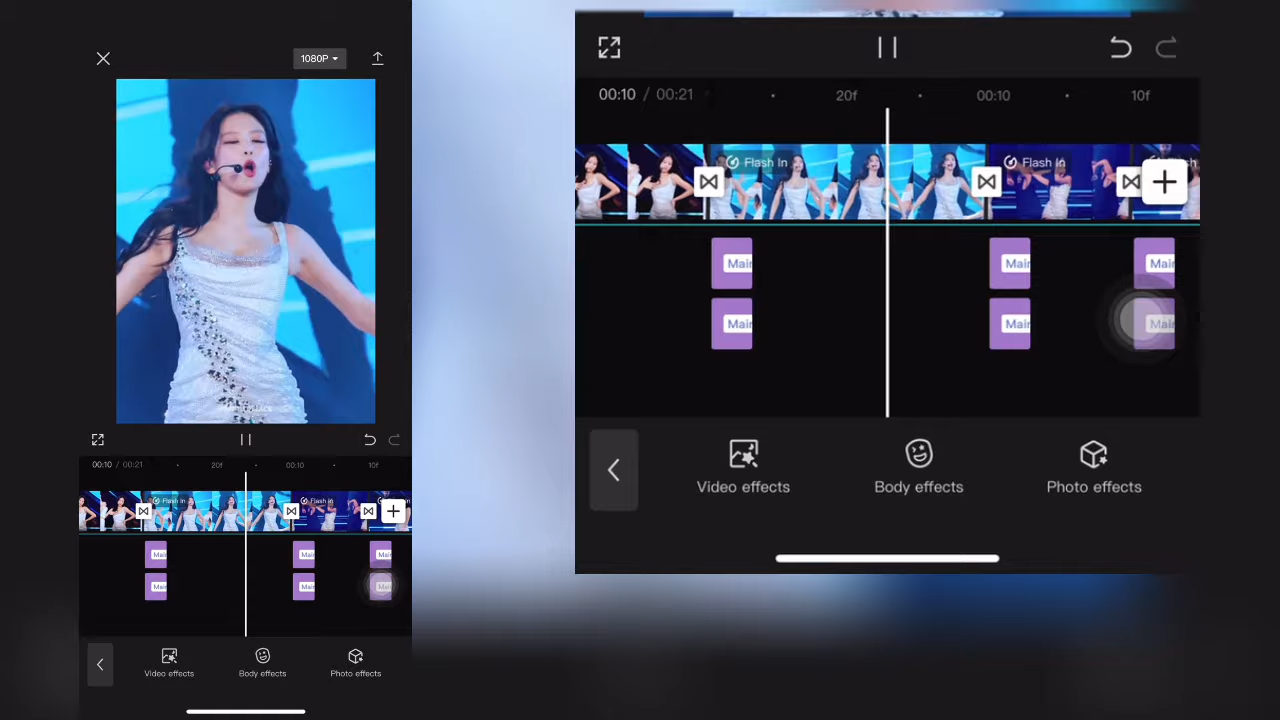 1080P
00:10 / 00:21
20f
00:10
10f
Flash In
Flash In
Main
Main
Main
Main
Main
Main
Video effects
Body effects
Photo effects
00:10 / 00:21
20f
00:10
10f
Flash In
Flash In
Main
Main
Main
Main
Main
Main
Video effects
Body effects
Photo effects